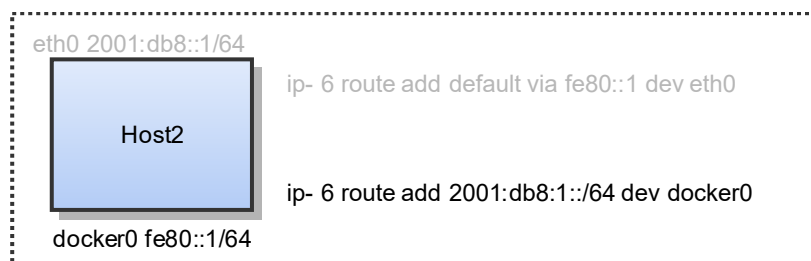 eth0 2001:db8::1/64
ip- 6 route add default via fe80::1 dev eth0
Host2
ip- 6 route add 2001:db8:1::/64 dev docker0
docker0 fe80::1/64